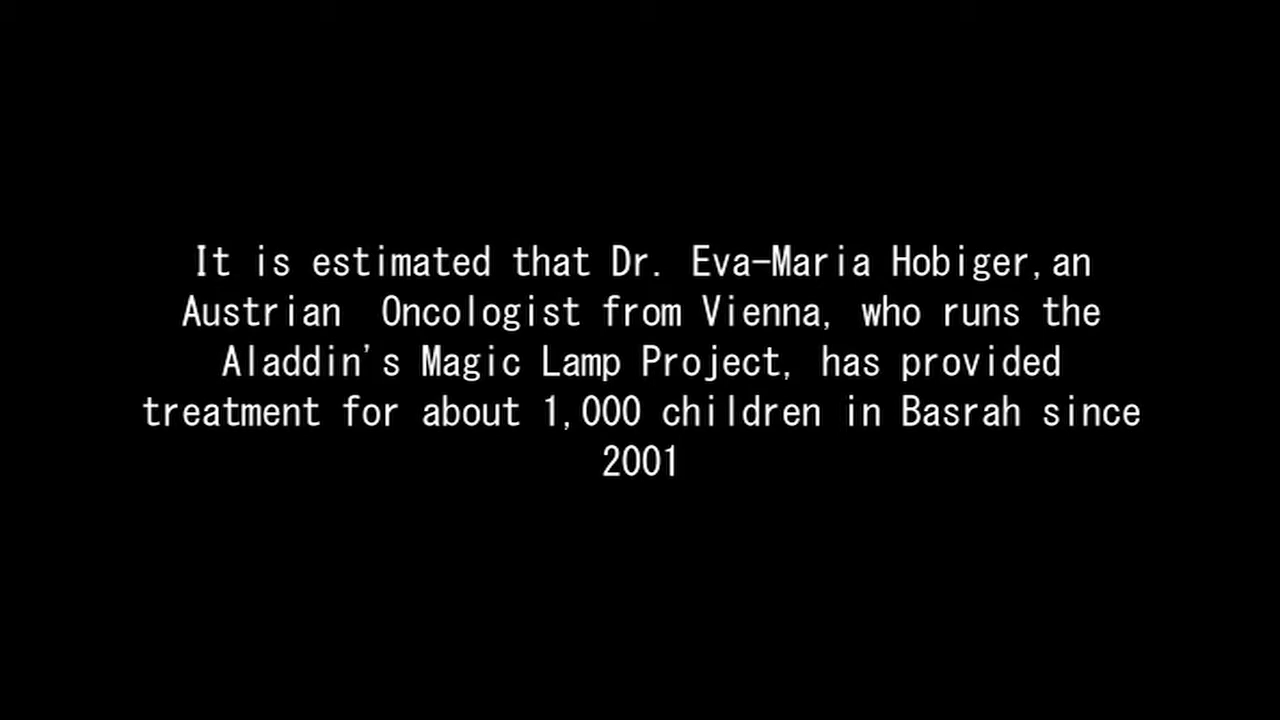 It is estimated that Dr. Eva-Maria Hobiger,an
Austrian  Oncologist from Vienna, who runs the
Aladdin's Magic Lamp Project, has provided
treatment for about 1,000 children in Basrah since
2001